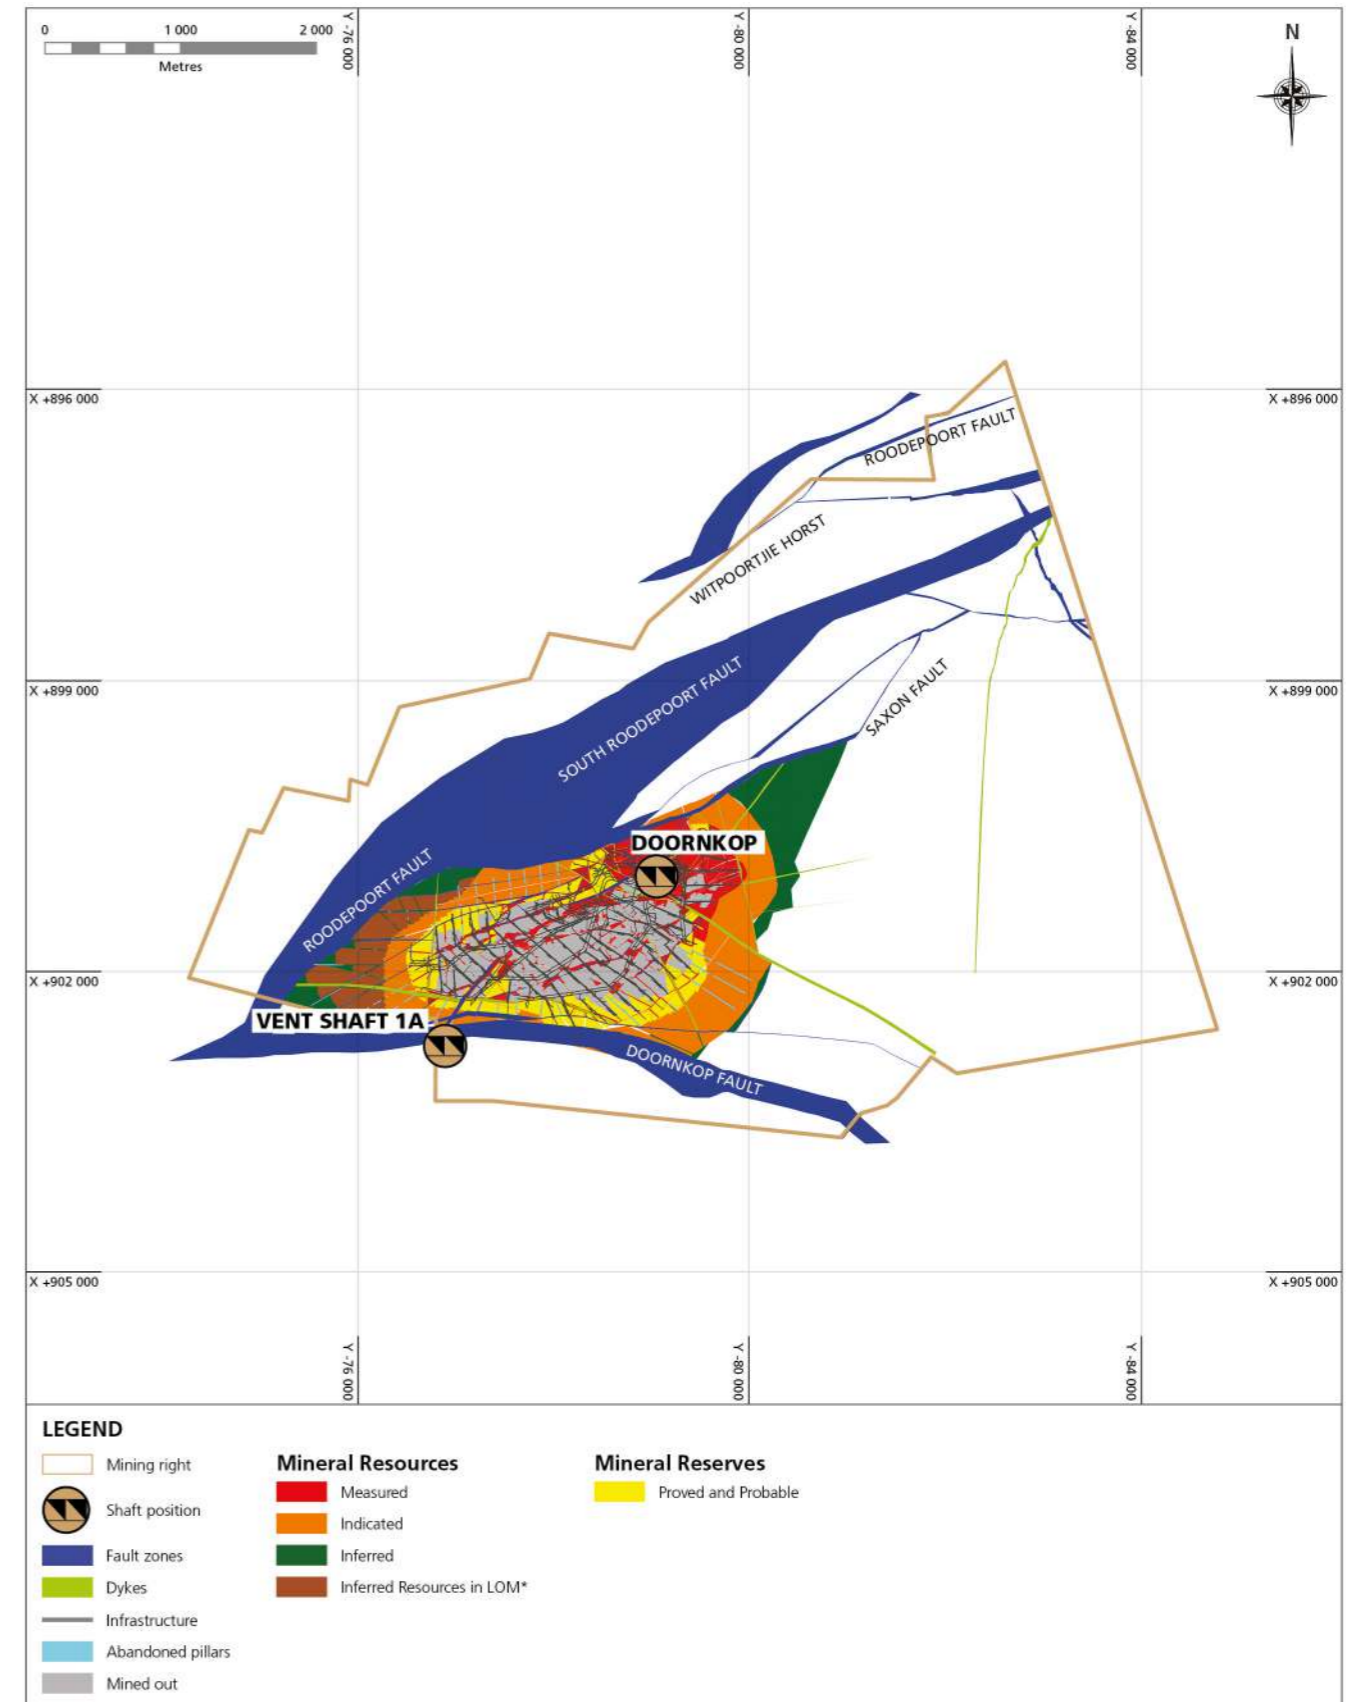 0 1 000 2 000
Metres
Y -76 000
Y -80 000
Y -84 000
N
X +896 000
X +896 000
ROODEPOORT FAULT
WITPOORTJIE HORST
X +899 000
X +899 000
SOUTH ROODEPOORT FAULT
SAXON FAULT
DOORNKOP
ROODEPOORT FAULT
X +902 000
X +902 000
VENT SHAFT 1A
DOORNKOP FAULT
X +905 000
X +905 000
Y -76 000
Y -80 000
Y -84 000
LEGEND
Mining right
Shaft position
Fault zones
Dykes
Infrastructure
Abandoned pillars
Mined out
Mineral Resources
Measured
Indicated
Inferred
Inferred Resources in LOM*
Mineral Reserves
Proved and Probable